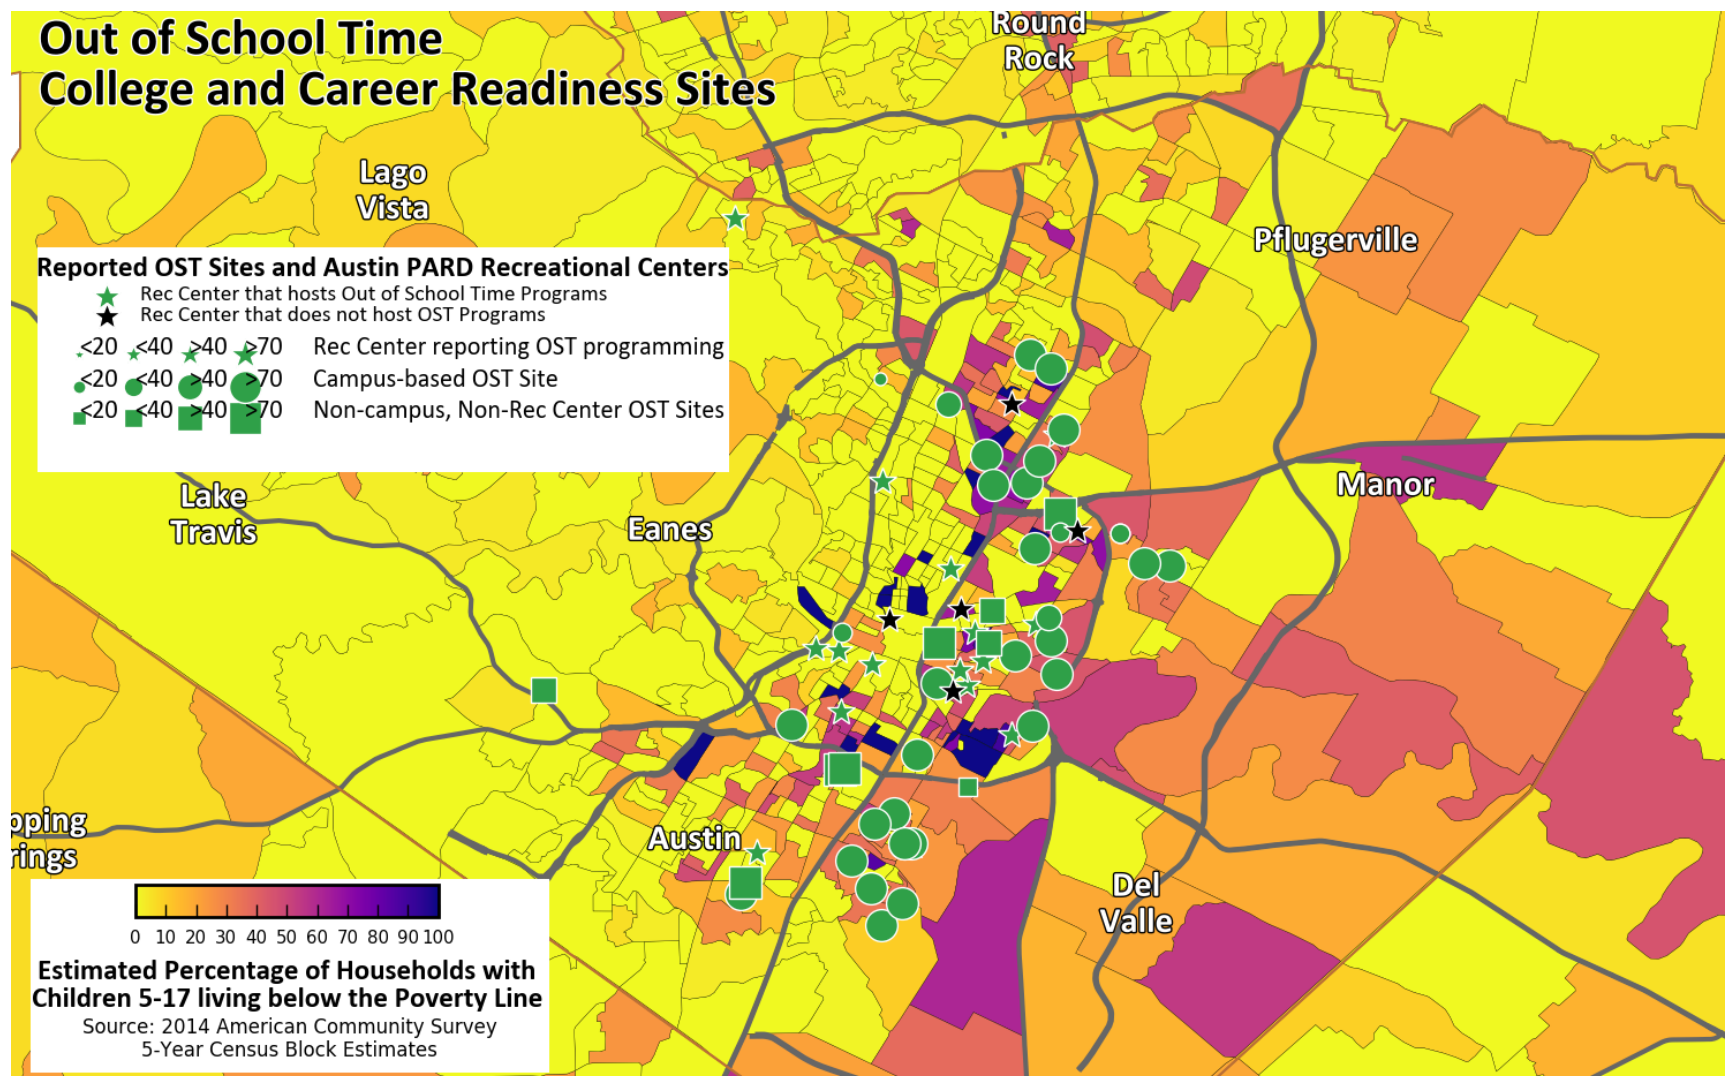 Out of School Time
College and Career Readiness Sites
Round
Rock
Lago
Vista
Pflugerville
Reported OST Sites and Austin PARD Recreational Centers
Rec Center that hosts Out of School Time Programs
Rec Center that does not host OST Programs
<20 <40 >40 >70 Rec Center reporting OST programming
<20 <40 >40 >70 Campus-based OST Site
<20 <40 >40 >70 Non-campus, Non-Rec Center OST Sites
Manor
Lake
Travis
Eanes
pping
rings
Austin
Del
Valle
0 10 20 30 40 50 60 70 80 90 100
Estimated Percentage of Households with
Children 5-17 living below the Poverty Line
Source: 2014 American Community Survey
5-Year Census Block Estimates